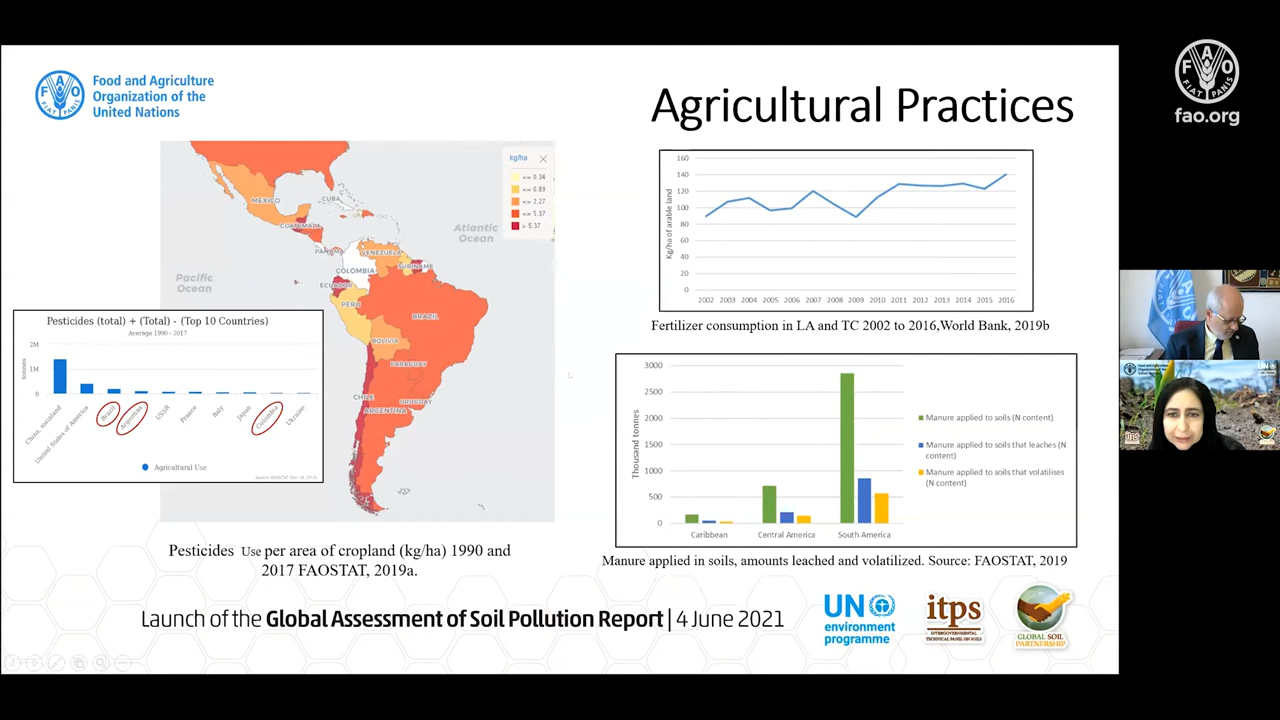 Food and Agriculture
Organization of the
United Nations
Agricultural Practices
FAO
FIAT PANIS
fao.org
kg/ha
<= 0.34
<= 0.89
<= 2.27
<= 5.37
> 5.37
MEXICO
CUBA
GUATEMALA
PANAMA
VENEZUELA
COLOMBIA
SURINAME
ECUADOR
PERU
BRAZIL
BOLIVIA
PARAGUAY
CHILE
URUGUAY
ARGENTINA
Atlantic
Ocean
Pacific
Ocean
Pesticides (total) + (Total) - (Top 10 Countries)
Average 1990 - 2017
tonnes
2M
1M
0
China, mainland
United States of America
Brazil
Argentina
USSR
France
Italy
Japan
Colombia
Ukraine
Agricultural Use
Pesticides Use per area of cropland (kg/ha) 1990 and
2017 FAOSTAT, 2019a.
Kg/ha of arable land
160
140
120
100
80
60
40
20
0
2002 2003 2004 2005 2006 2007 2008 2009 2010 2011 2012 2013 2014 2015 2016
Fertilizer consumption in LA and TC 2002 to 2016,World Bank, 2019b
Thousand tonnes
3000
2500
2000
1500
1000
500
0
Caribbean Central America South America
Manure applied to soils (N content)
Manure applied to soils that leaches (N
content)
Manure applied to soils that volatilises
(N content)
Manure applied in soils, amounts leached and volatilized. Source: FAOSTAT, 2019
Launch of the Global Assessment of Soil Pollution Report | 4 June 2021
UN
environment
programme
itps
INTERGOVERNMENTAL
TECHNICAL PANEL ON SOILS
GLOBAL SOIL
PARTNERSHIP